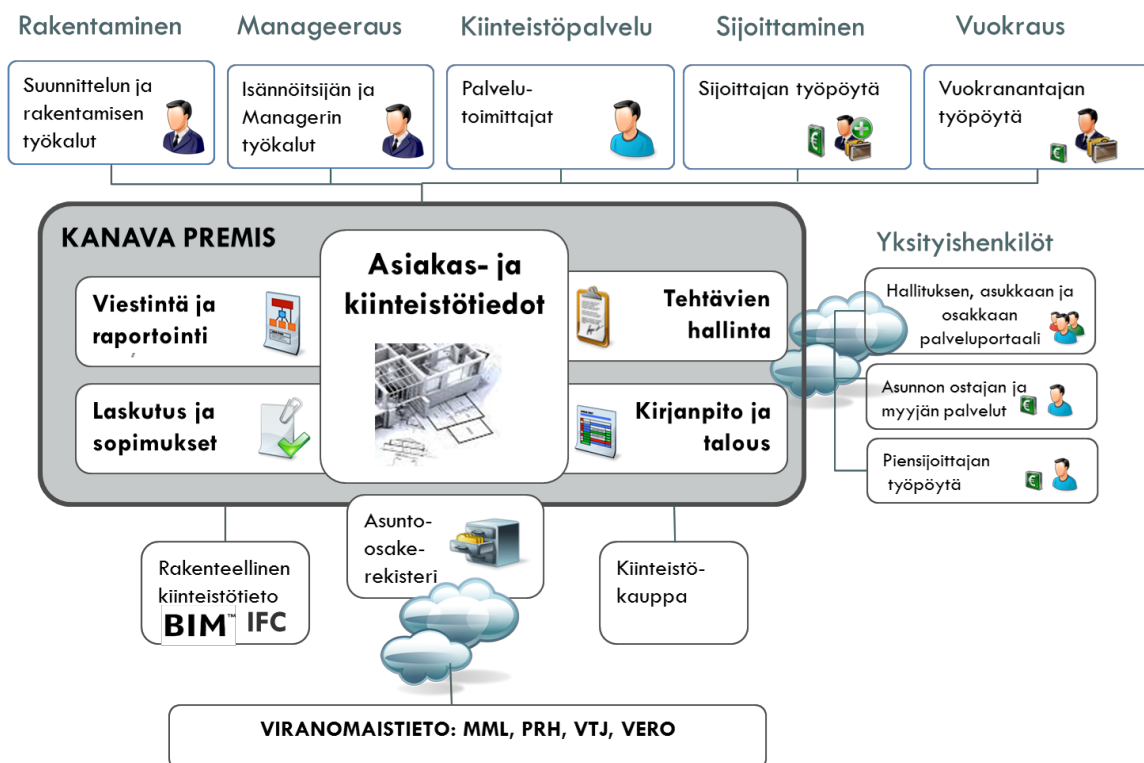 Rakentaminen
Manageeraus
Kiinteistöpalvelu
Sijoittaminen
Vuokraus
Suunnittelun ja
rakentamisen
työkalut
Isännöitsijän ja
Managerin
työkalut
Palvelu-
toimittajat
Sijoittajan työpöytä
Vuokranantajan
työpöytä
KANAVA PREMIS
Asiakas- ja
kiinteistötiedot
Viestintä ja
raportointi
Tehtävien
hallinta
Laskutus ja
sopimukset
Kirjanpito ja
talous
Yksityishenkilöt
Hallituksen, asukkaan ja
osakkaan
palveluportaali
Asunnon ostajan ja
myyjän palvelut
Piensijoittajan
työpöytä
Asunto-
osake-
rekisteri
Rakenteellinen
kiinteistötieto
BIM™ IFC
Kiinteistö-
kauppa
VIRANOMAISTIETO: MML, PRH, VTJ, VERO